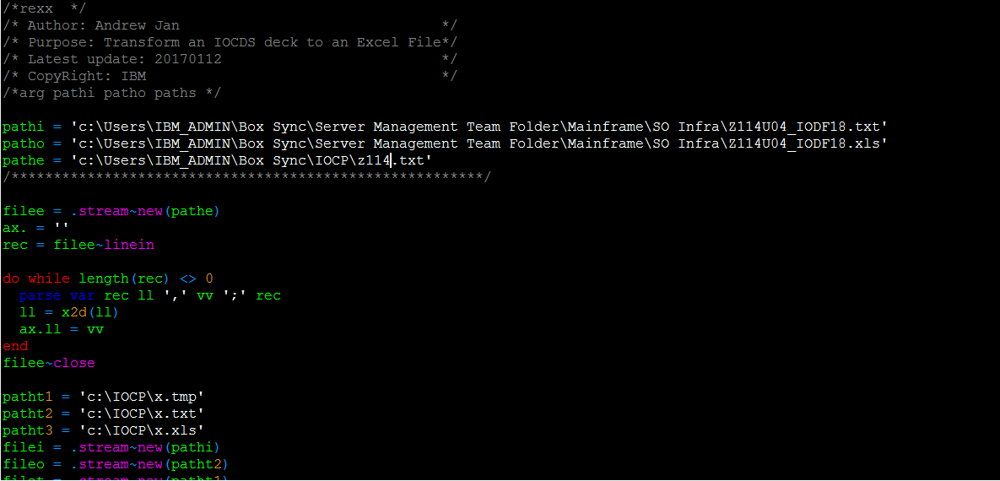 /*rexx  */
/* Author: Andrew Jan                               */
/* Purpose: Transform an IOCDS deck to an Excel File*/
/* Latest update: 20170112                          */
/* CopyRight: IBM                                   */
/*arg pathi patho paths */
pathi = 'c:\Users\IBM_ADMIN\Box Sync\Server Management Team Folder\Mainframe\SO Infra\Z114U04_IODF18.txt'
patho = 'c:\Users\IBM_ADMIN\Box Sync\Server Management Team Folder\Mainframe\SO Infra\Z114U04_IODF18.xls'
pathe = 'c:\Users\IBM_ADMIN\Box Sync\IOCP\z114.txt'
/********************************************************/
filee = .stream~new(pathe)
ax. = ''
rec = filee~linein
do while length(rec) <> 0
  parse var rec ll ',' vv ';' rec
  ll = x2d(ll)
  ax.ll = vv
end
filee~close
patht1 = 'c:\IOCP\x.tmp'
patht2 = 'c:\IOCP\x.txt'
patht3 = 'c:\IOCP\x.xls'
filei = .stream~new(pathi)
fileo = .stream~new(patht2)
filet = .stream~new(patht1)